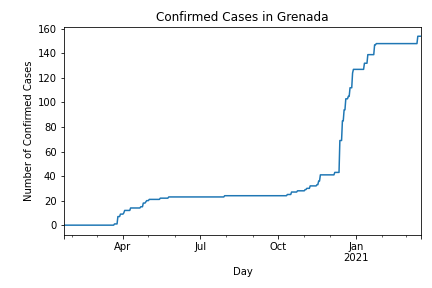 Confirmed Cases in Grenada
160
140
120
100
80
60
40
20
0
Number of Confirmed Cases
Apr
Jul
Oct
Jan
2021
Day